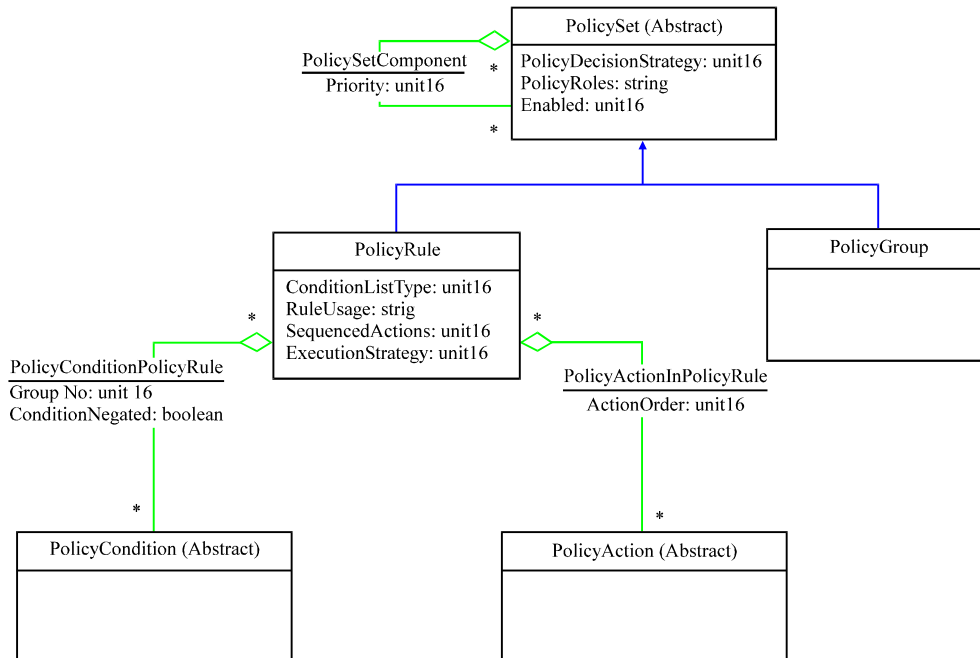 PolicySet (Abstract)
PolicyDecisionStrategy: unit16
PolicyRoles: string
Enabled: unit16
PolicySetComponent
Priority: unit16
*
*
PolicyRule
ConditionListType: unit16
RuleUsage: strig
SequencedActions: unit16
ExecutionStrategy: unit16
PolicyGroup
*
*
PolicyConditionPolicyRule
Group No: unit 16
ConditionNegated: boolean
PolicyActionInPolicyRule
ActionOrder: unit16
*
*
PolicyCondition (Abstract)
PolicyAction (Abstract)